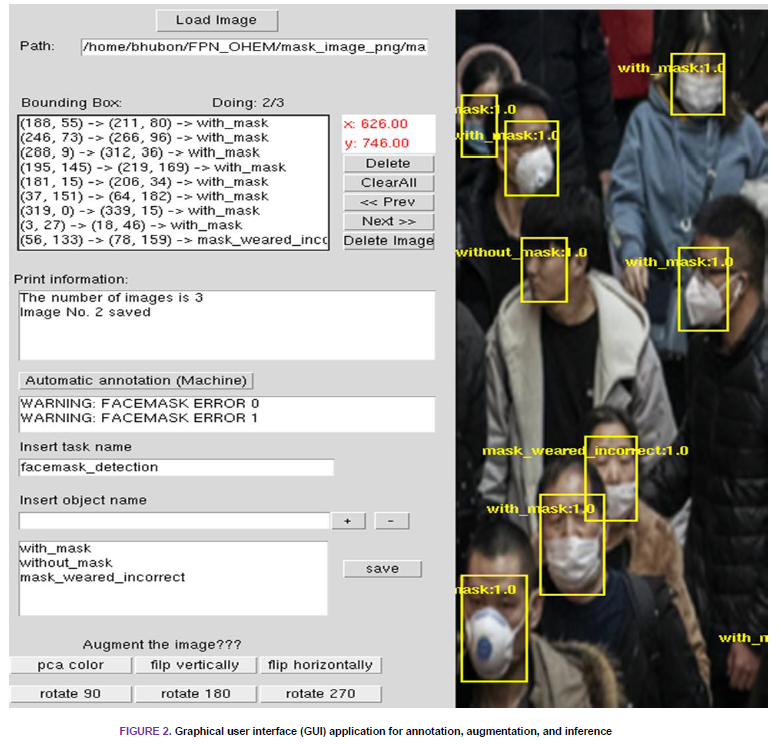 Load Image
Path: /home/bhubon/FPN_OHEM/mask_image_png/ma
Bounding Box: Doing: 2/3
(188, 55) -> (211, 80) -> with_mask
(246, 73) -> (266, 96) -> with_mask
(288, 9) -> (312, 36) -> with_mask
(195, 145) -> (219, 169) -> with_mask
(181, 15) -> (206, 34) -> with_mask
(37, 151) -> (64, 182) -> with_mask
(319, 0) -> (339, 15) -> with_mask
(3, 27) -> (18, 46) -> with_mask
(56, 133) -> (78, 159) -> mask_weared_inco
x: 626.00
y: 746.00
Delete
ClearAll
<< Prev
Next >>
Delete Image
Print information:
The number of images is 3
Image No. 2 saved
Automatic annotation (Machine)
WARNING: FACEMASK ERROR 0
WARNING: FACEMASK ERROR 1
Insert task name
facemask_detection
Insert object name
+ -
with_mask
without_mask
mask_weared_incorrect
save
Augment the image???
pca color filp vertically flip horizontally
rotate 90 rotate 180 rotate 270
with_mask:1.0
mask:1.0
with_mask:1.0
without_mask:1.0
with_mask:1.0
mask_weared_incorrect:1.0
with_mask:1.0
mask:1.0
with_m
FIGURE 2. Graphical user interface (GUI) application for annotation, augmentation, and inference